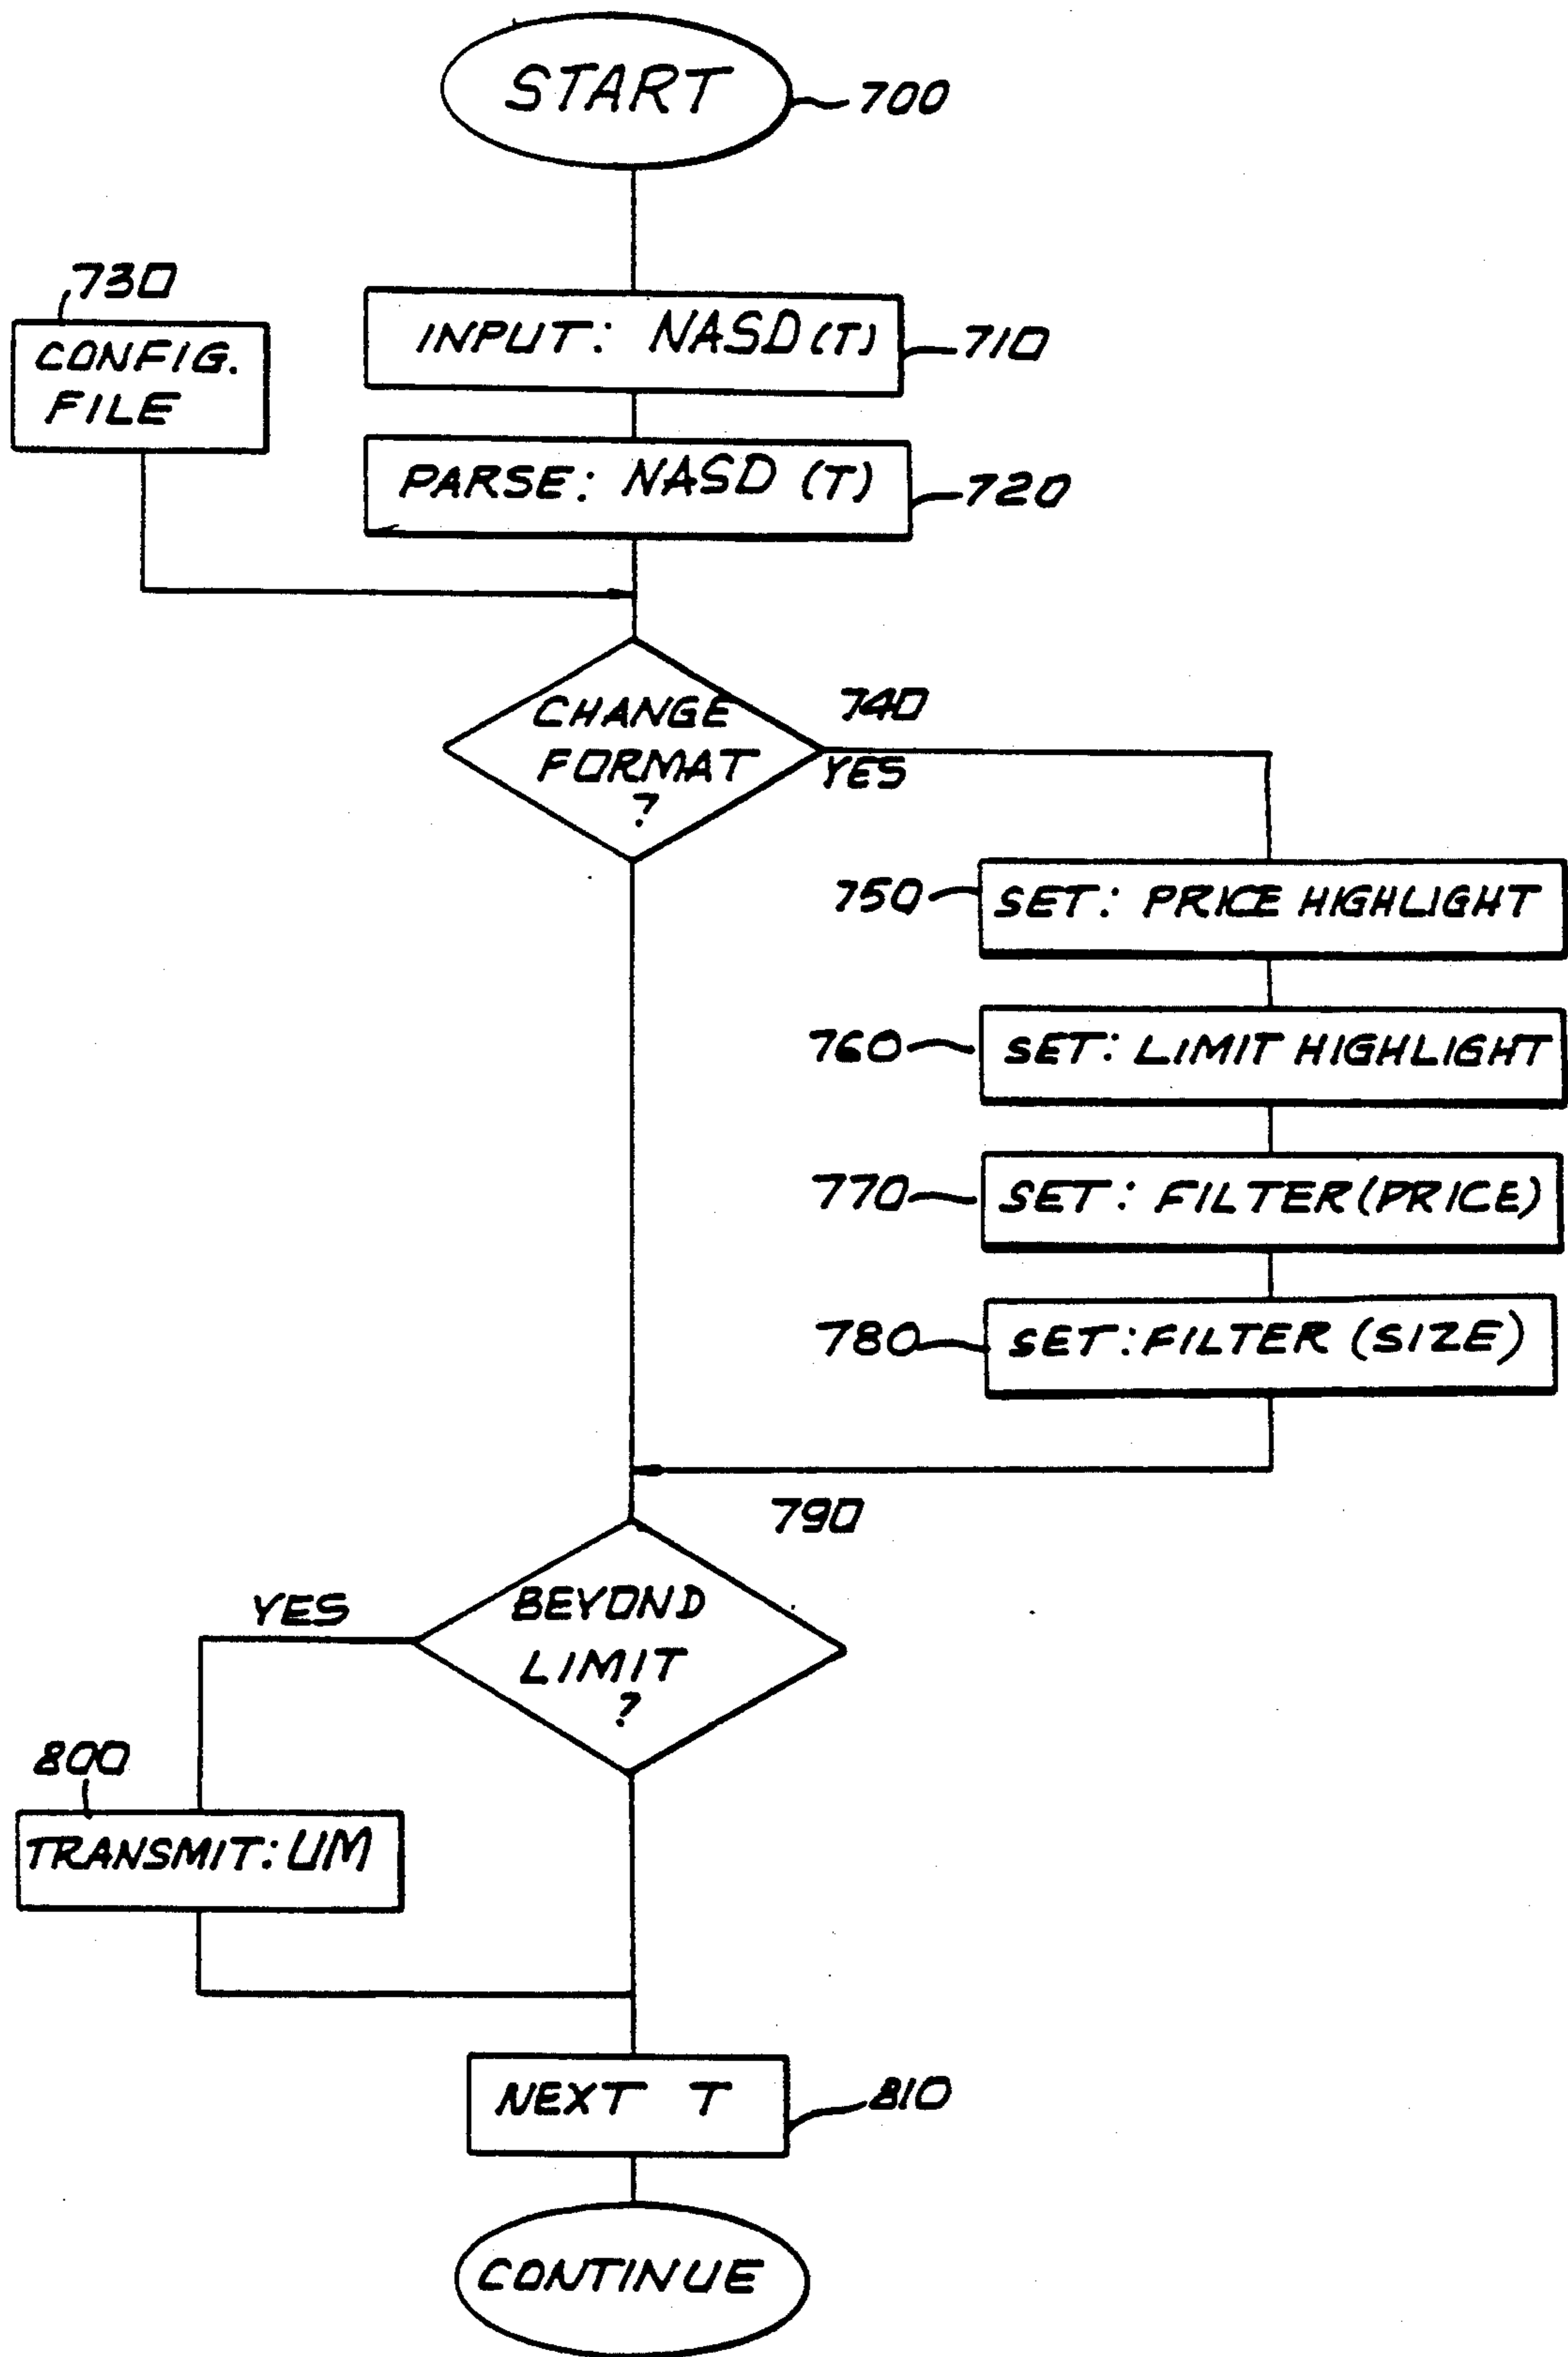 START
700
730
CONFIG.
FILE
INPUT: NASD (T)
710
PARSE: NASD (T)
720
CHANGE
FORMAT
?
740
YES
750
SET: PRICE HIGHLIGHT
760
SET: LIMIT HIGHLIGHT
770
SET: FILTER (PRICE)
780
SET: FILTER (SIZE)
790
BEYOND
LIMIT
?
YES
800
TRANSMIT: UM
NEXT T
810
CONTINUE